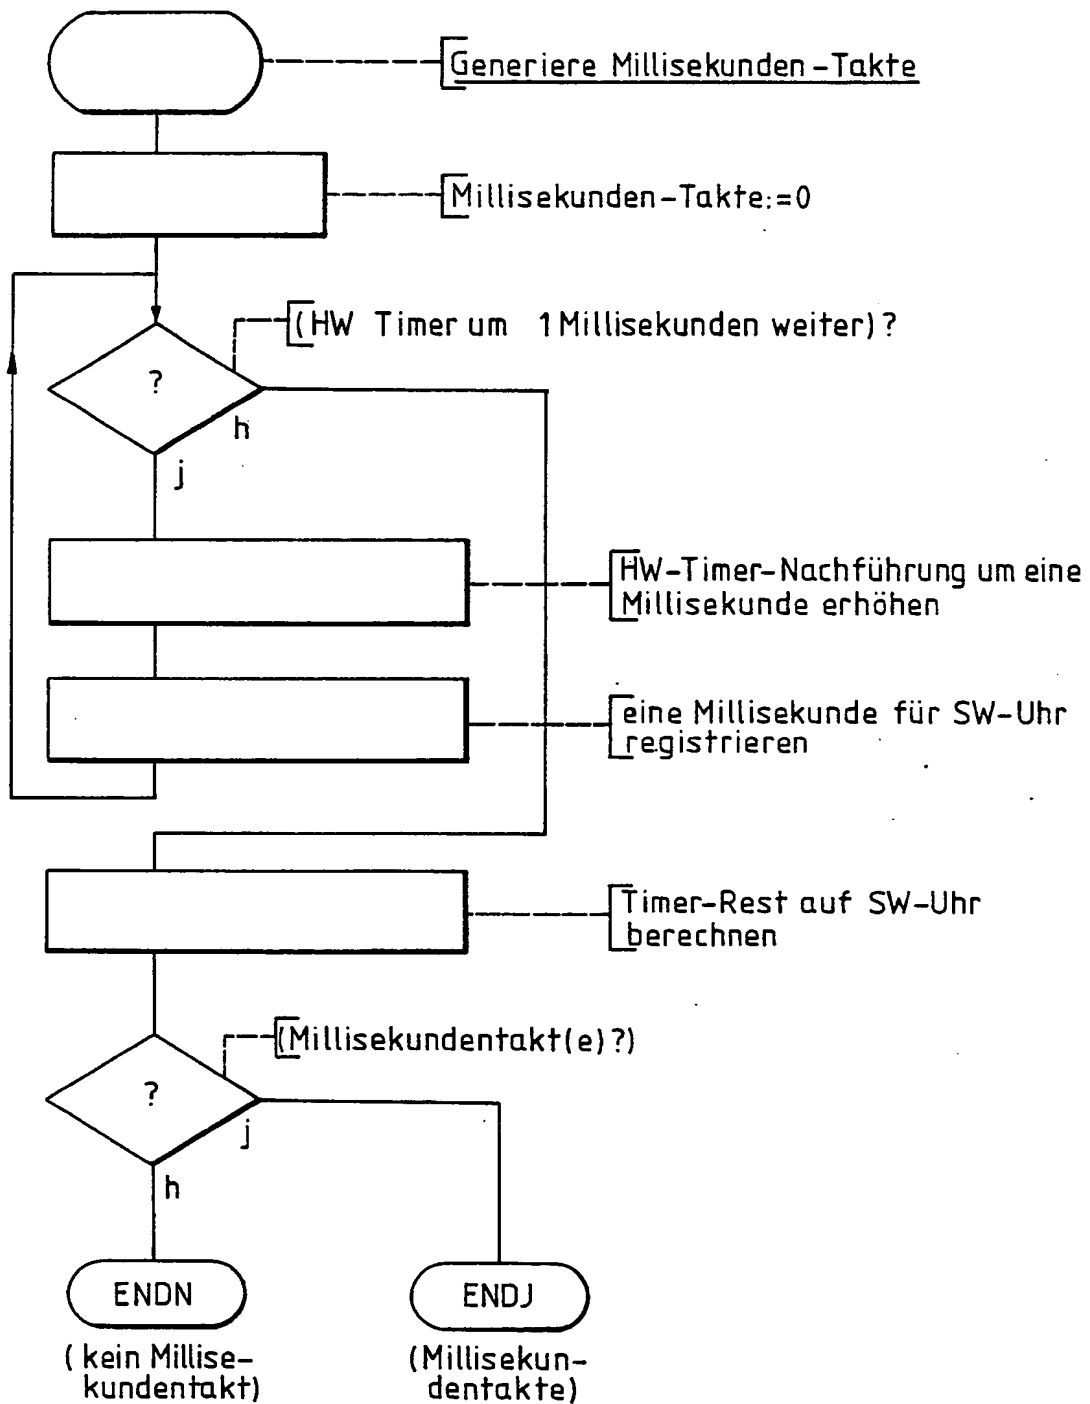 Generiere Millisekunden-Takte
Millisekunden-Takte:=0
(HW Timer um 1 Millisekunden weiter)?
?
h
j
HW-Timer-Nachführung um eine
Millisekunde erhöhen
eine Millisekunde für SW-Uhr
registrieren
Timer-Rest auf SW-Uhr
berechnen
(Millisekundentakt(e)?)
?
j
h
ENDN
ENDJ
(kein Millise-
kundentakt)
(Millisekun-
dentakte)